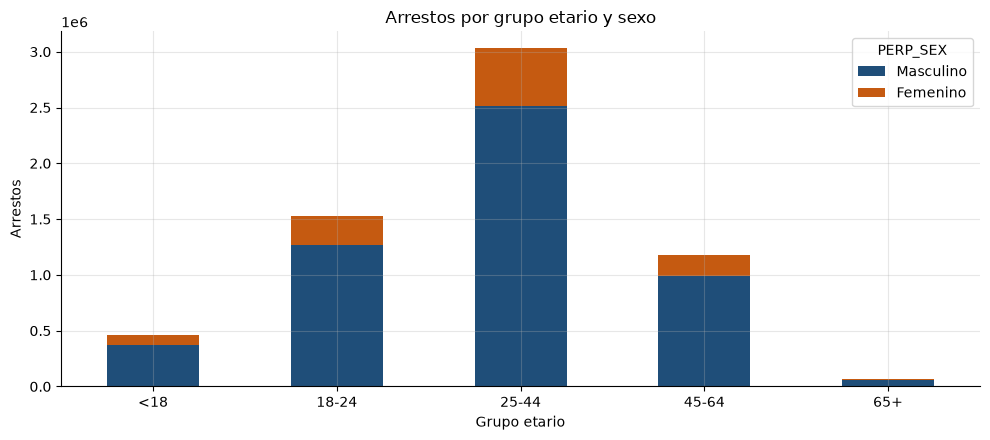 Arrestos por grupo etario y sexo
1e6
PERP_SEX
Masculino
Femenino
3.0
2.5
2.0
1.5
1.0
0.5
0.0
Arrestos
<18
18-24
25-44
45-64
65+
Grupo etario